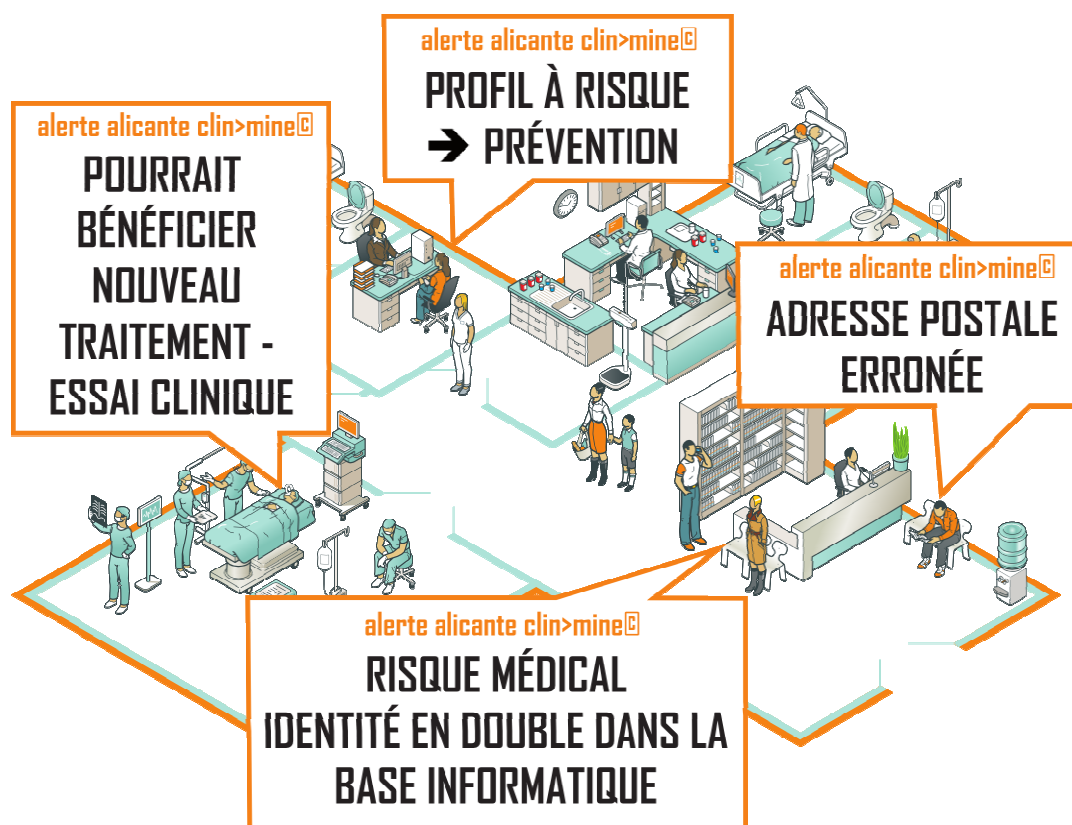 alerte alicante clin>mine©
PROFIL À RISQUE
➔ PRÉVENTION
alerte alicante clin>mine©
POURRAIT
BÉNÉFICIER
NOUVEAU
TRAITEMENT -
ESSAI CLINIQUE
alerte alicante clin>mine©
ADRESSE POSTALE
ERRONÉE
alerte alicante clin>mine©
RISQUE MÉDICAL
IDENTITÉ EN DOUBLE DANS LA
BASE INFORMATIQUE